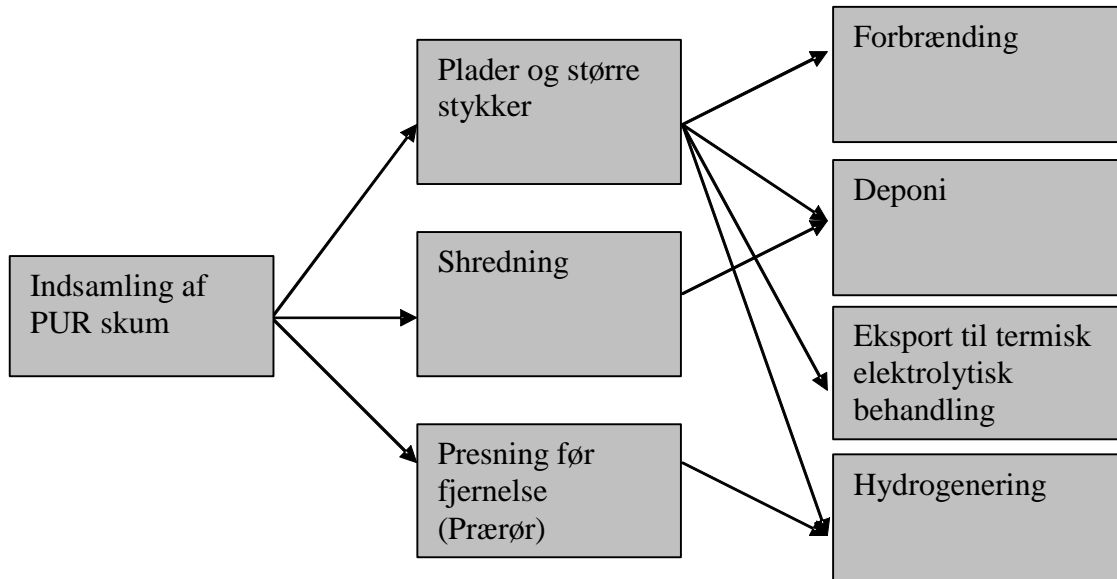 Indsamling af
PUR skum
Plader og større
stykker
Shredning
Presning før
fjernelse
(Prærør)
Forbrænding
Deponi
Eksport til termisk
elektrolytisk
behandling
Hydrogenering